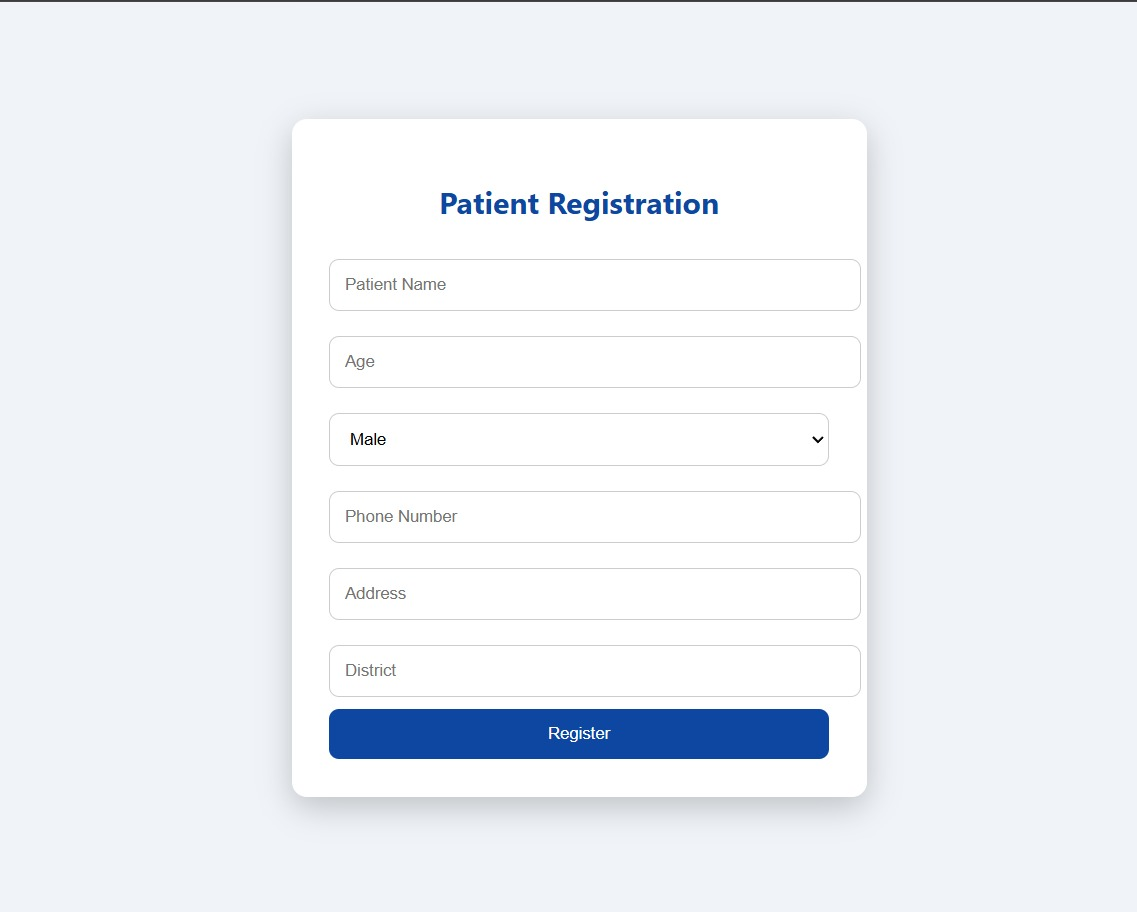 Patient Registration
Patient Name
Age
Male
Phone Number
Address
District
Register